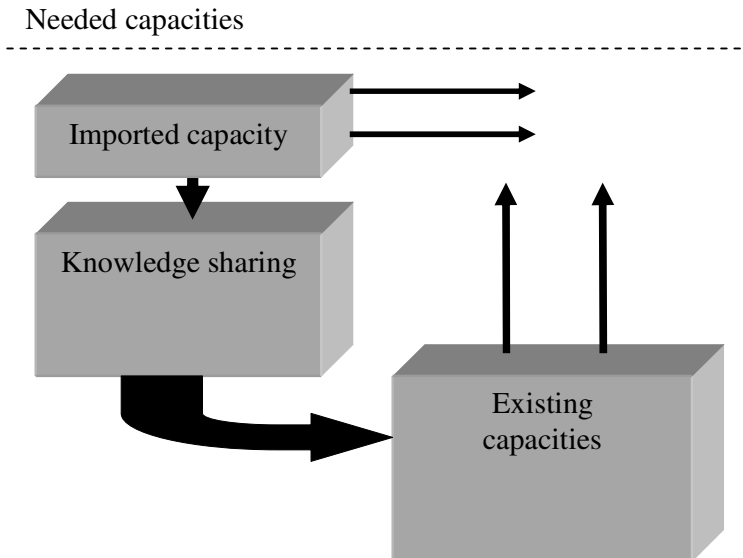 Needed capacities
Imported capacity
Knowledge sharing
Existing
capacities